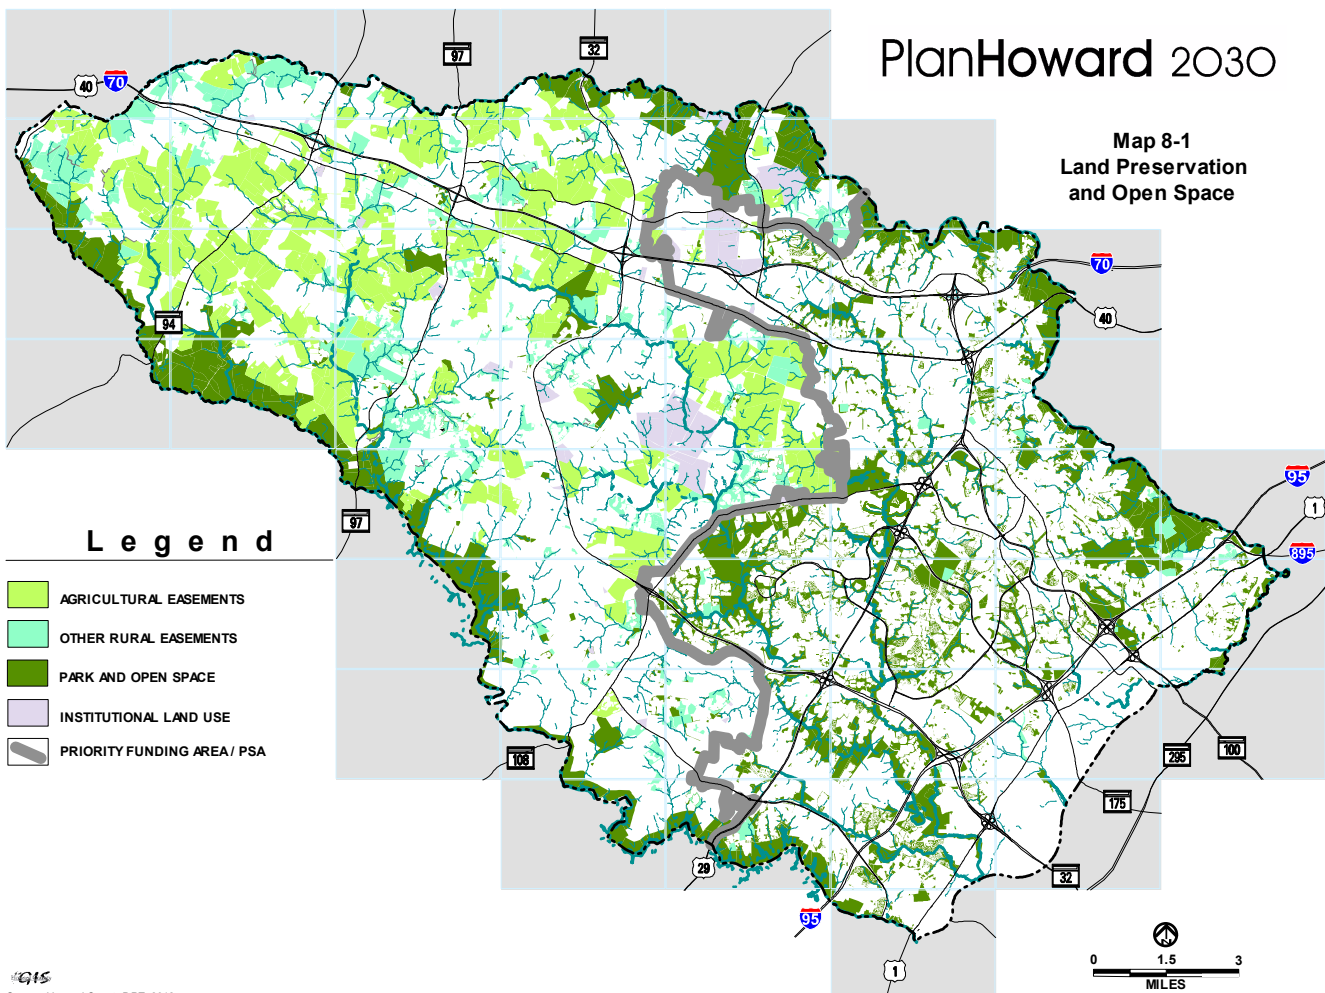 PlanHoward 2030
Map 8-1
Land Preservation
and Open Space
97
32
40
70
70
40
94
97
95
1
895
Legend
AGRICULTURAL EASEMENTS
OTHER RURAL EASEMENTS
PARK AND OPEN SPACE
INSTITUTIONAL LAND USE
PRIORITY FUNDING AREA / PSA
108
295
100
175
29
32
95
1
N
0 1.5 3
MILES
GIS